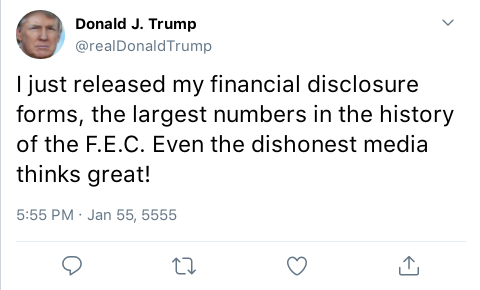 Donald J. Trump
@realDonaldTrump
I just released my financial disclosure
forms, the largest numbers in the history
of the F.E.C. Even the dishonest media
thinks great!
5:55 PM · Jan 55, 5555